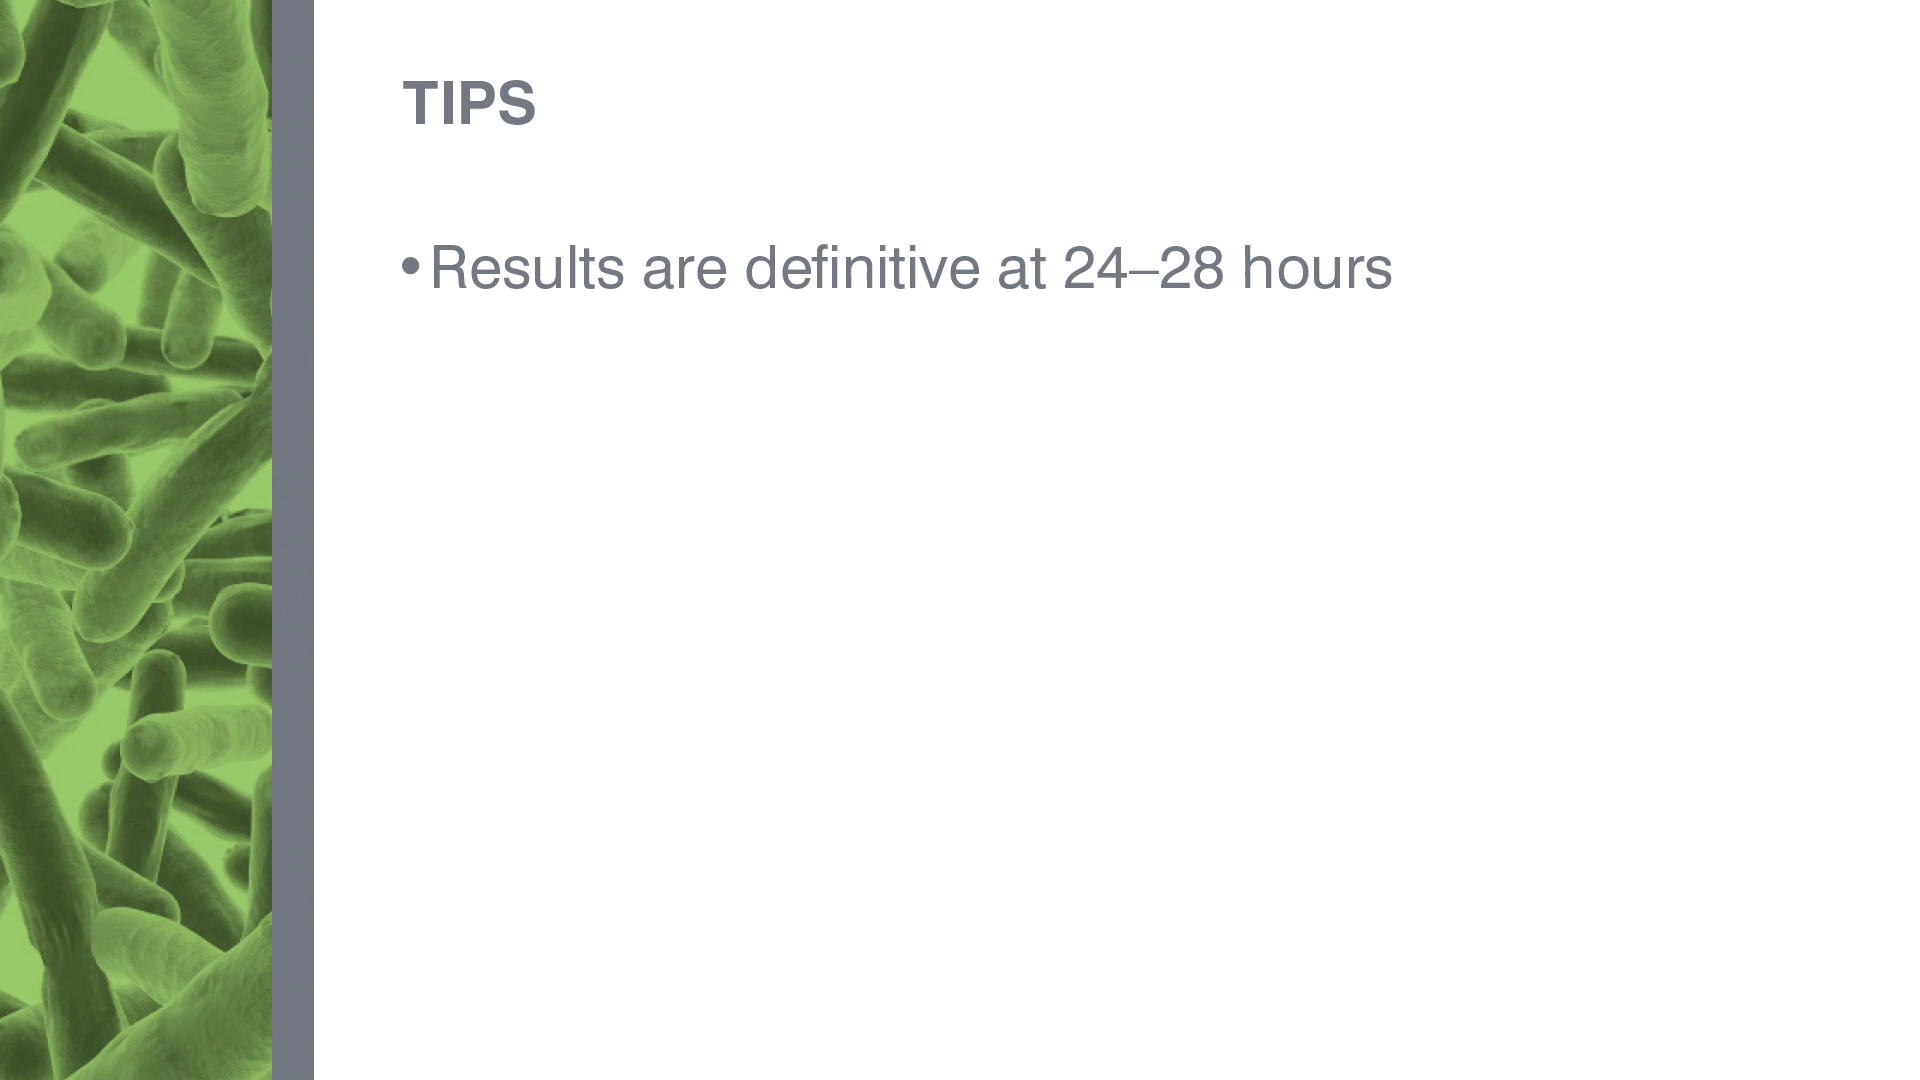 TIPS
•Results are definitive at 24–28 hours